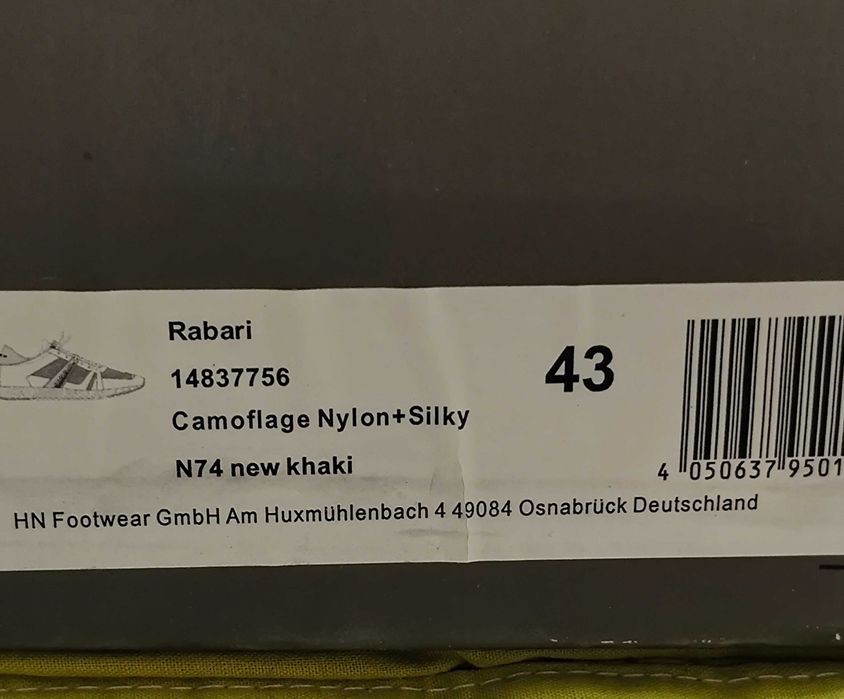 Rabari
14837756
43
Camoflage Nylon+Silky
N74 new khaki
4 050637 9501
HN Footwear GmbH Am Huxmühlenbach 4 49084 Osnabrück Deutschland